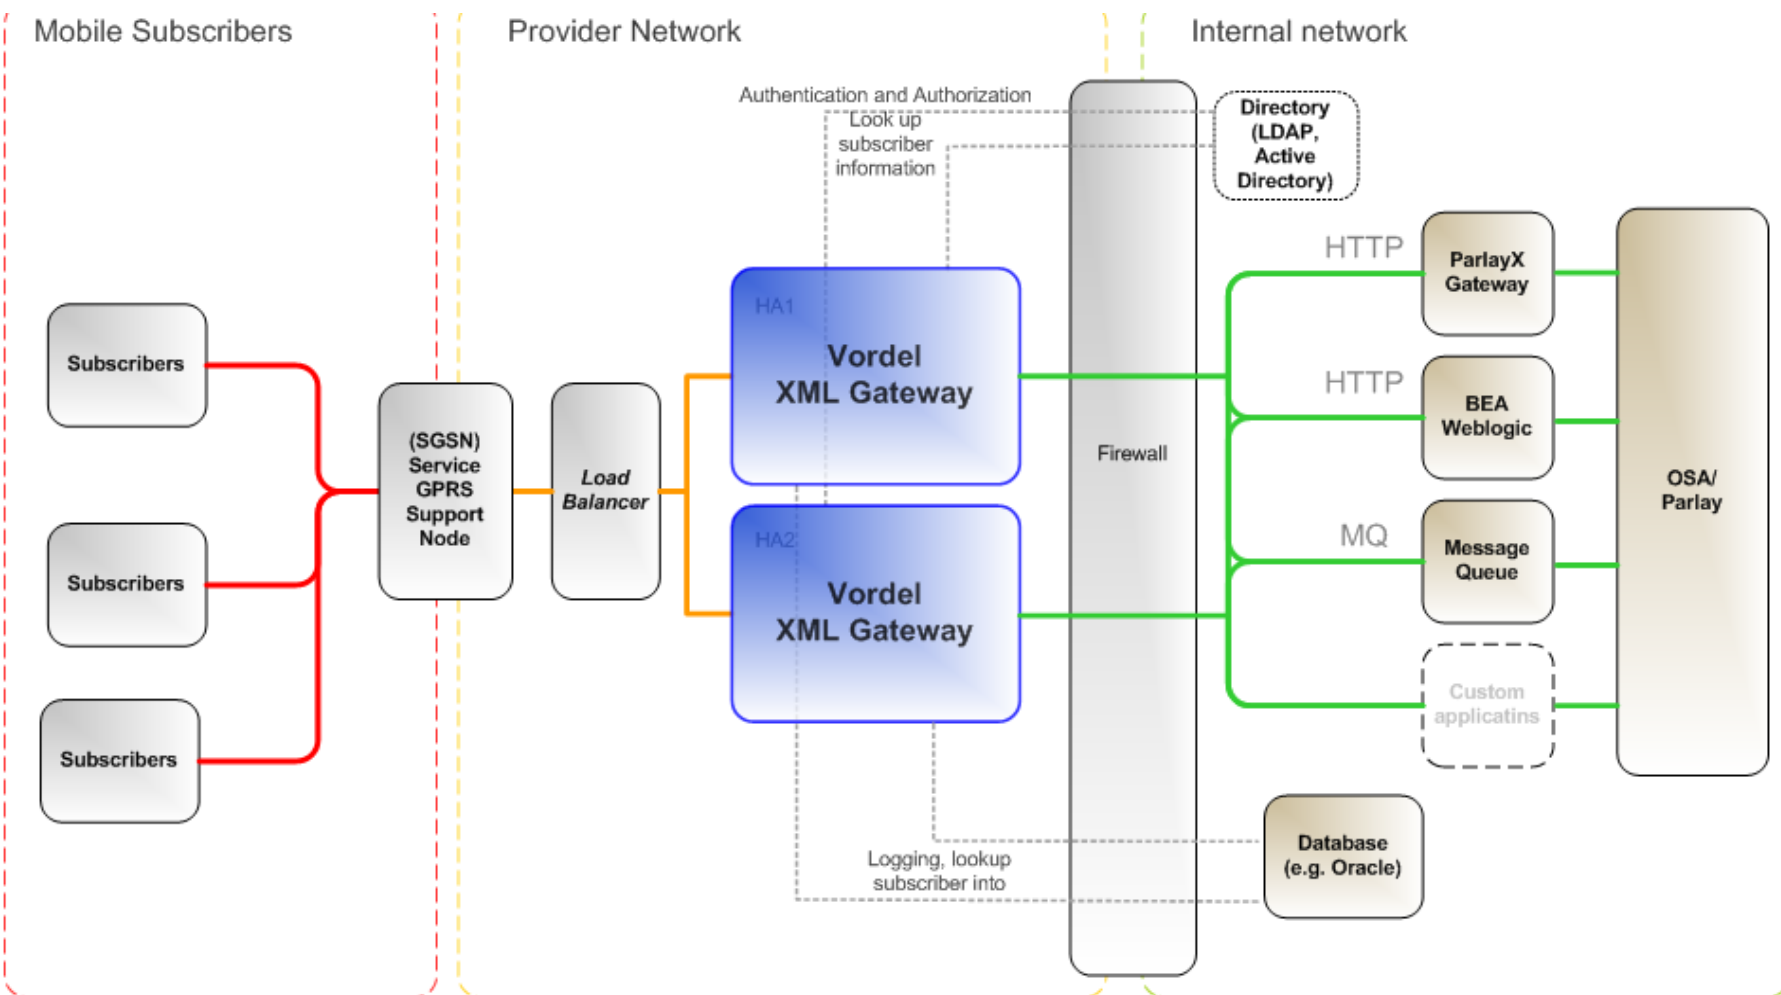 Mobile Subscribers
Provider Network
Internal network
Authentication and Authorization
Look up
subscriber
information
Directory
(LDAP,
Active
Directory)
HTTP
ParlayX
Gateway
HA1
Vordel
XML Gateway
Subscribers
HTTP
BEA
Weblogic
(SGSN)
Service
GPRS
Support
Node
Load
Balancer
Firewall
OSA/
Parlay
MQ
Message
Queue
HA2
Vordel
XML Gateway
Subscribers
Custom
applicatins
Subscribers
Logging, lookup
subscriber into
Database
(e.g. Oracle)